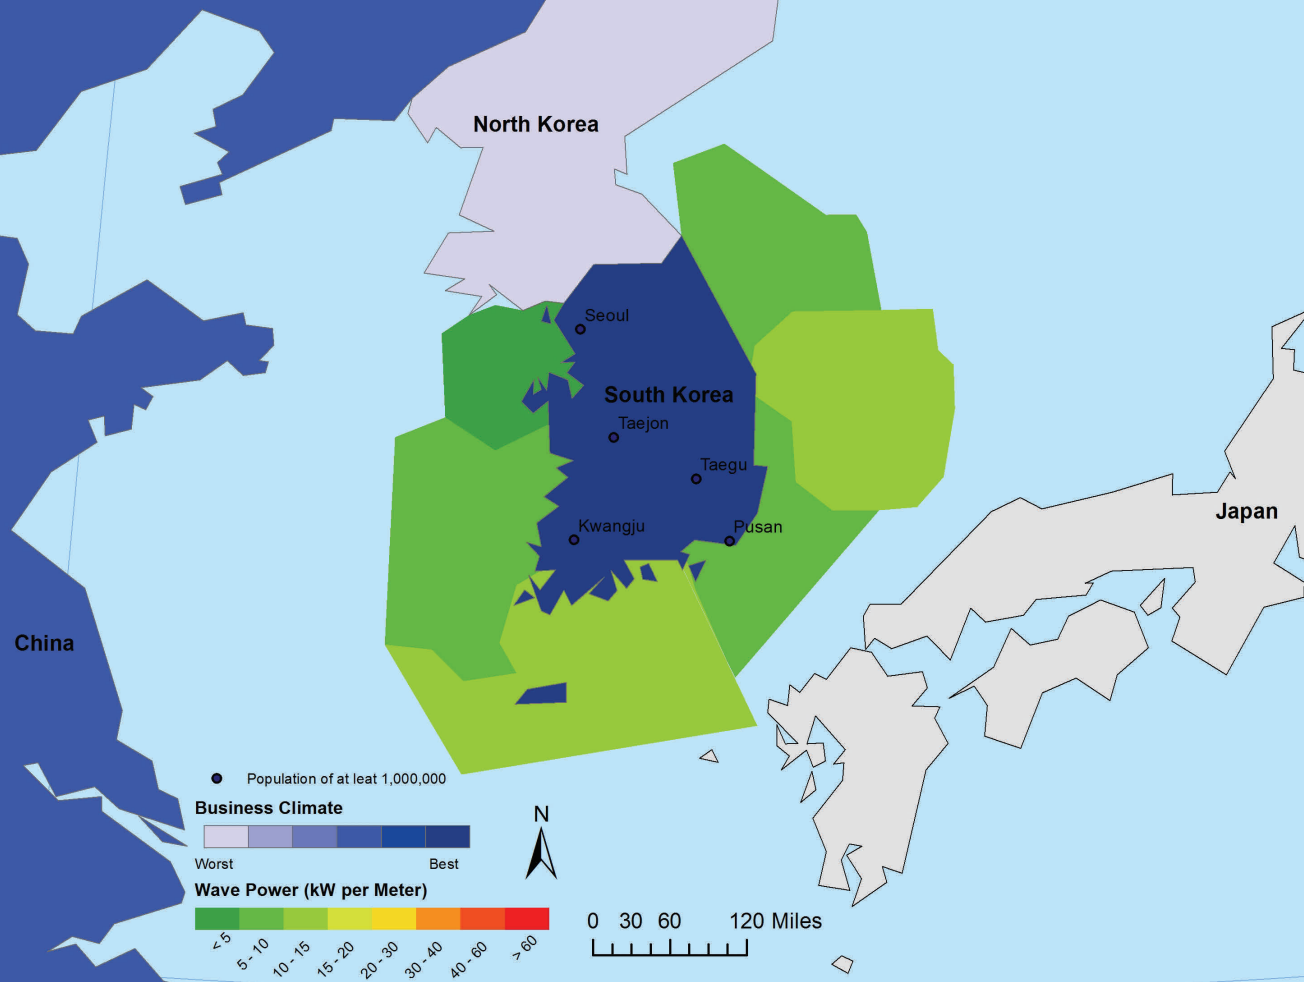 North Korea
Seoul
South Korea
Taejon
Taegu
Japan
Kwangju
Pusan
China
Population of at leat 1,000,000
Business Climate
Worst
Best
Wave Power (kW per Meter)
< 5
5 - 10
10 - 15
15 - 20
20 - 30
30 - 40
40 - 60
> 60
N
0 30 60 120 Miles